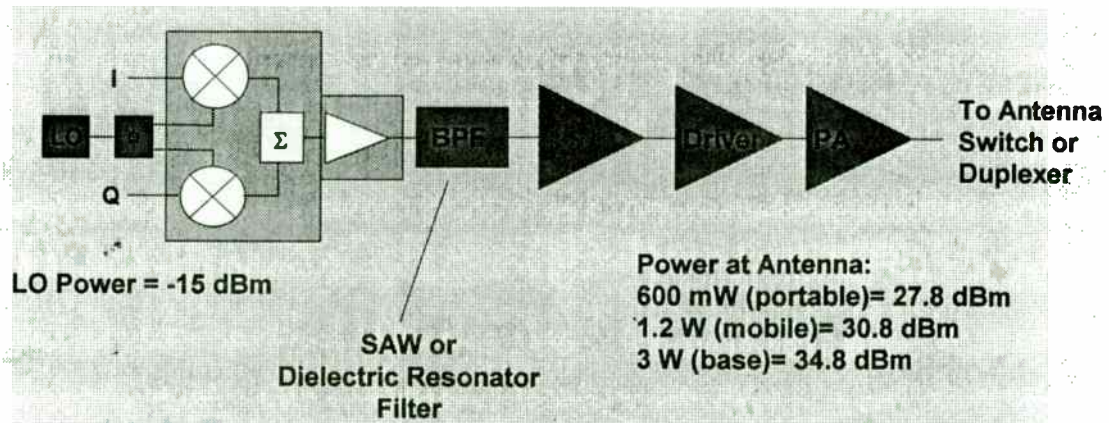 I
LO
Φ
Σ
BPF
Driver
PA
To Antenna
Switch or
Duplexer
Q
LO Power = -15 dBm
Power at Antenna:
600 mW (portable)= 27.8 dBm
1.2 W (mobile)= 30.8 dBm
3 W (base)= 34.8 dBm
SAW or
Dielectric Resonator
Filter